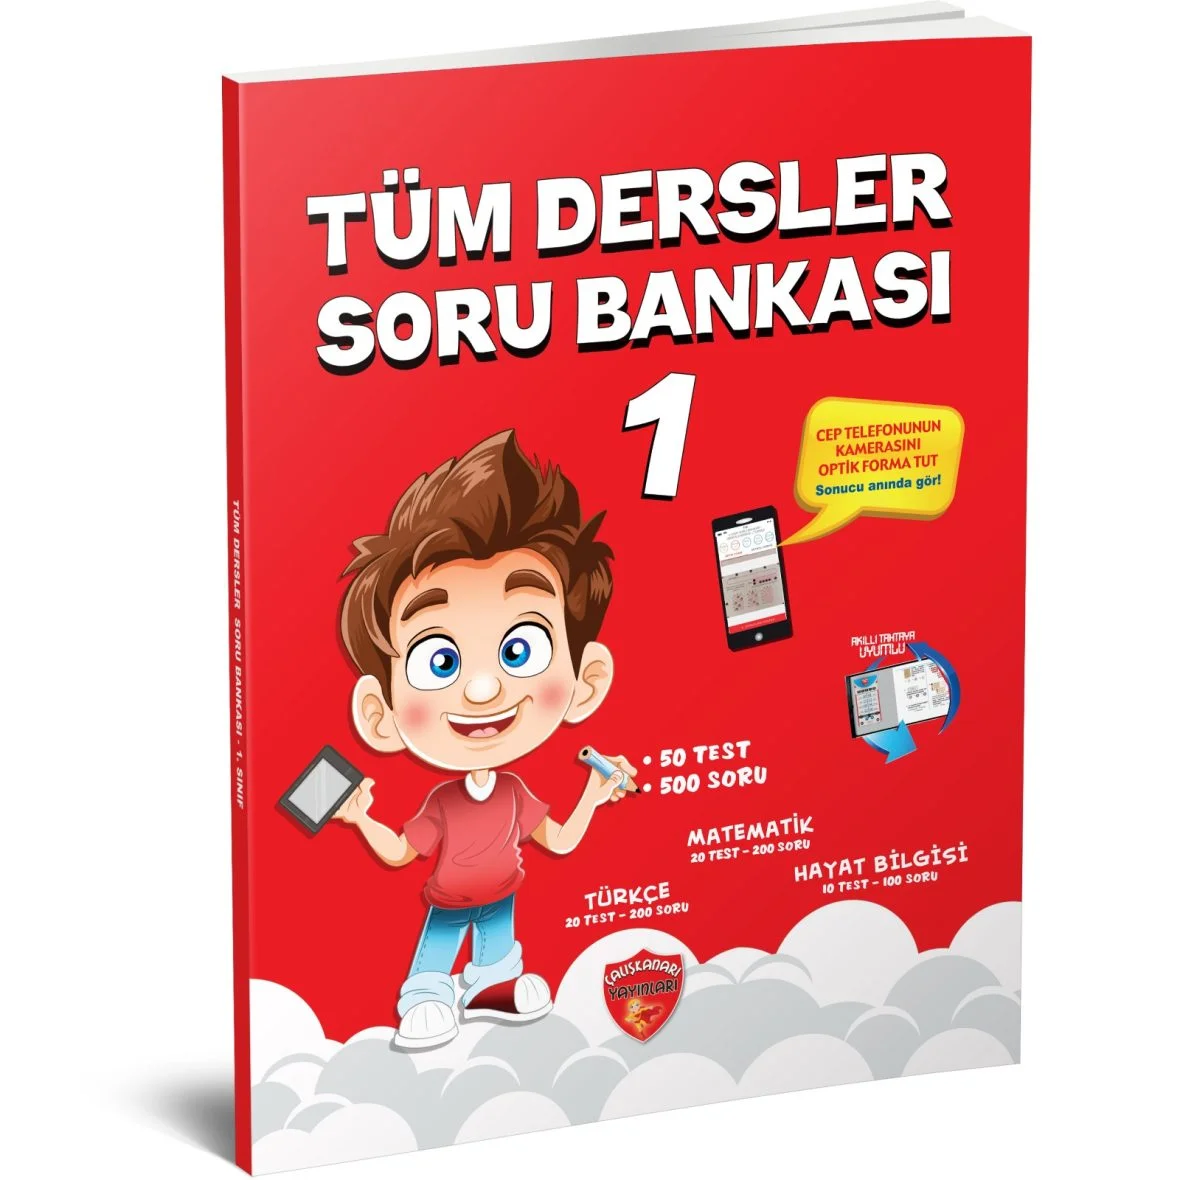 TÜM DERSLER
SORU BANKASI
1
CEP TELEFONUNUN
KAMERASINI
OPTİK FORMA TUT
Sonucu anında gör!
AKILLI TAHTAYA
UYUMLU
• 50 TEST
• 500 SORU
MATEMATİK
20 TEST - 200 SORU
HAYAT BİLGİSİ
10 TEST - 100 SORU
TÜRKÇE
20 TEST - 200 SORU
ÇALIŞKANARI
YAYINLARI
TÜM DERSLER SORU BANKASI - 1. SINIF